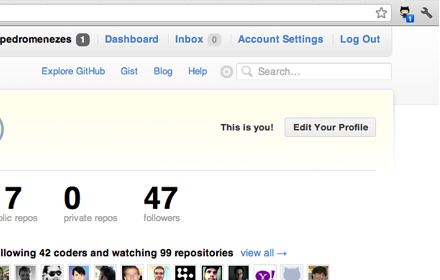 pedromenezes 1 Dashboard Inbox 0 Account Settings Log Out
Explore GitHub Gist Blog Help Search...
This is you! Edit Your Profile
7 0 47
blic repos private repos followers
llowing 42 coders and watching 99 repositories view all →